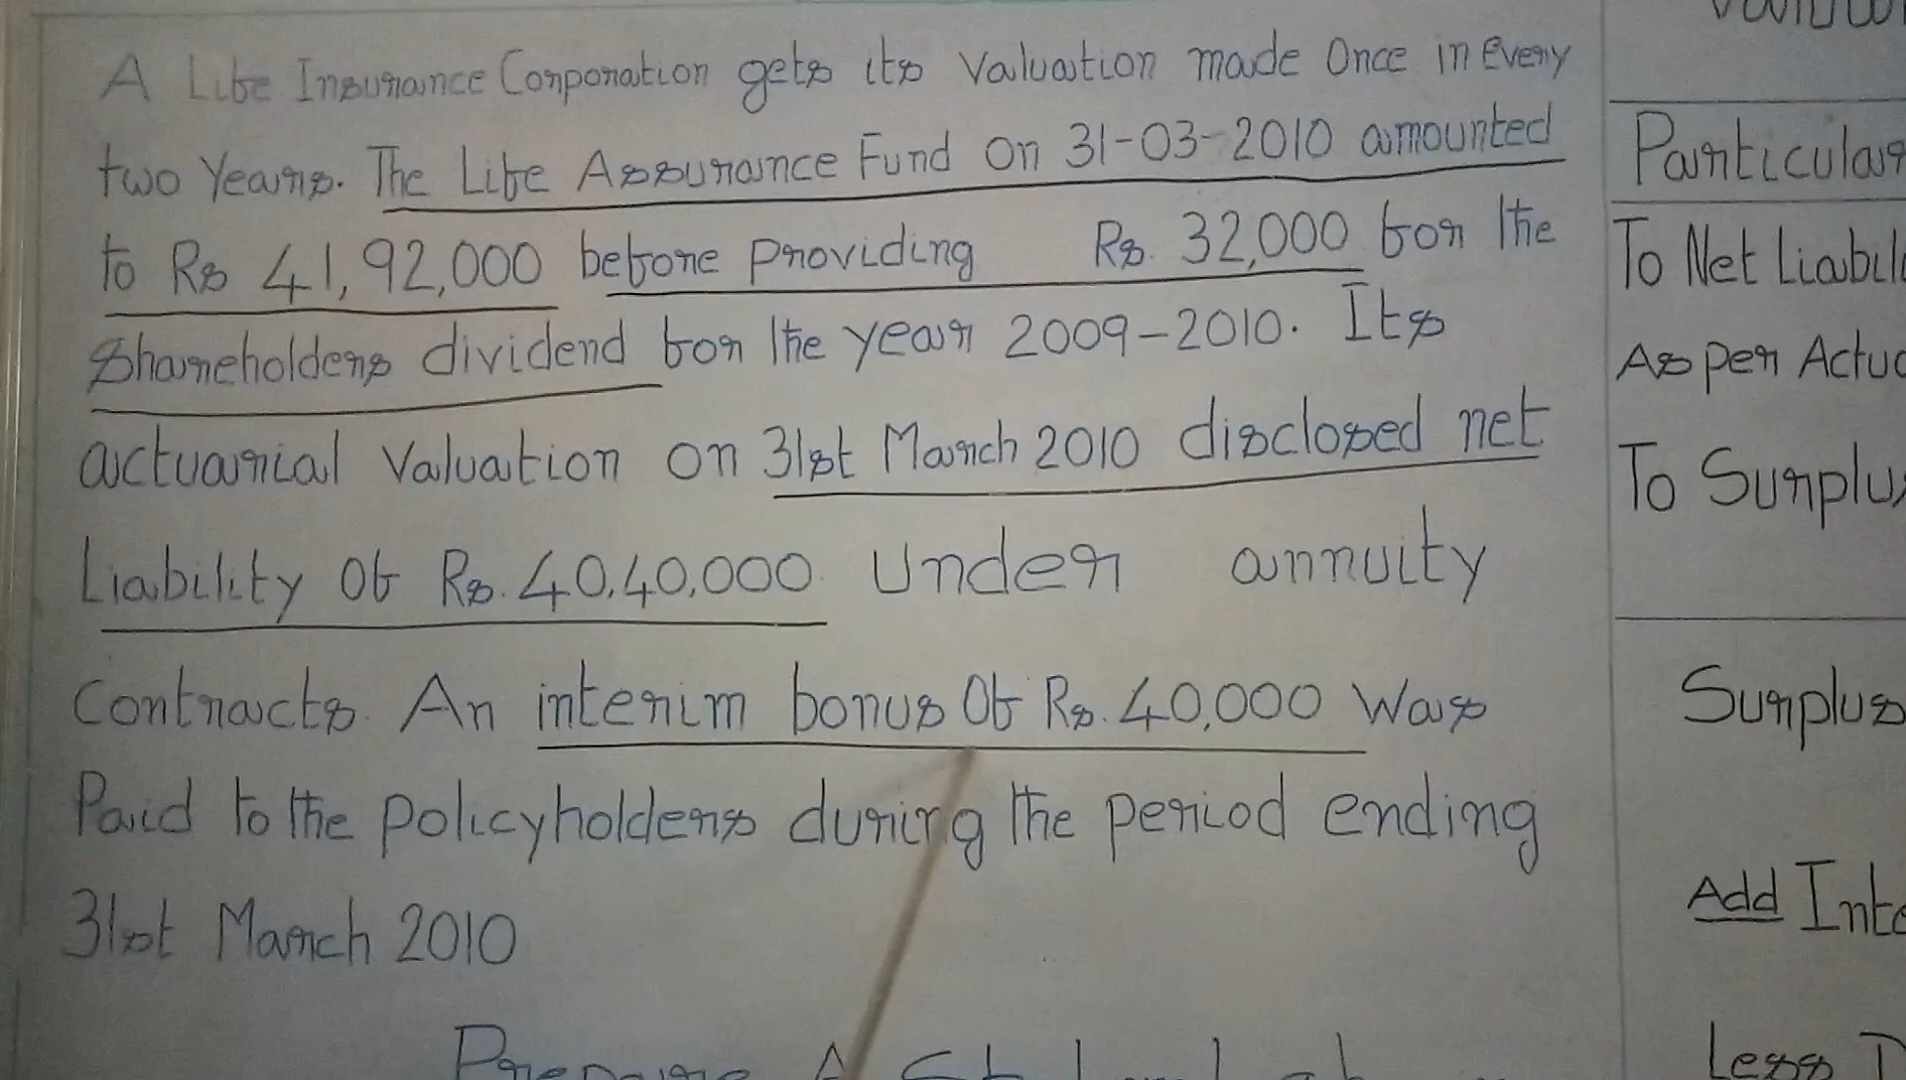 A Life Insurance Corporation gets its Valuation made Once in Every
two Years. The Life Assurance Fund On 31-03-2010 amounted
to Rs 41,92,000 before Providing Rs. 32,000 for the
Shareholders dividend for the year 2009-2010. Its
actuarial Valuation on 31st March 2010 disclosed net
Liability Of Rs. 40,40,000 Under annuity
Contracts. An interim bonus Of Rs. 40,000 Was
Paid to the Policyholders during the period ending
31st March 2010
Prepare A
Particular
To Net Liabili
As Per Actua
To Surplus
Surplus
Add Inte
Less D